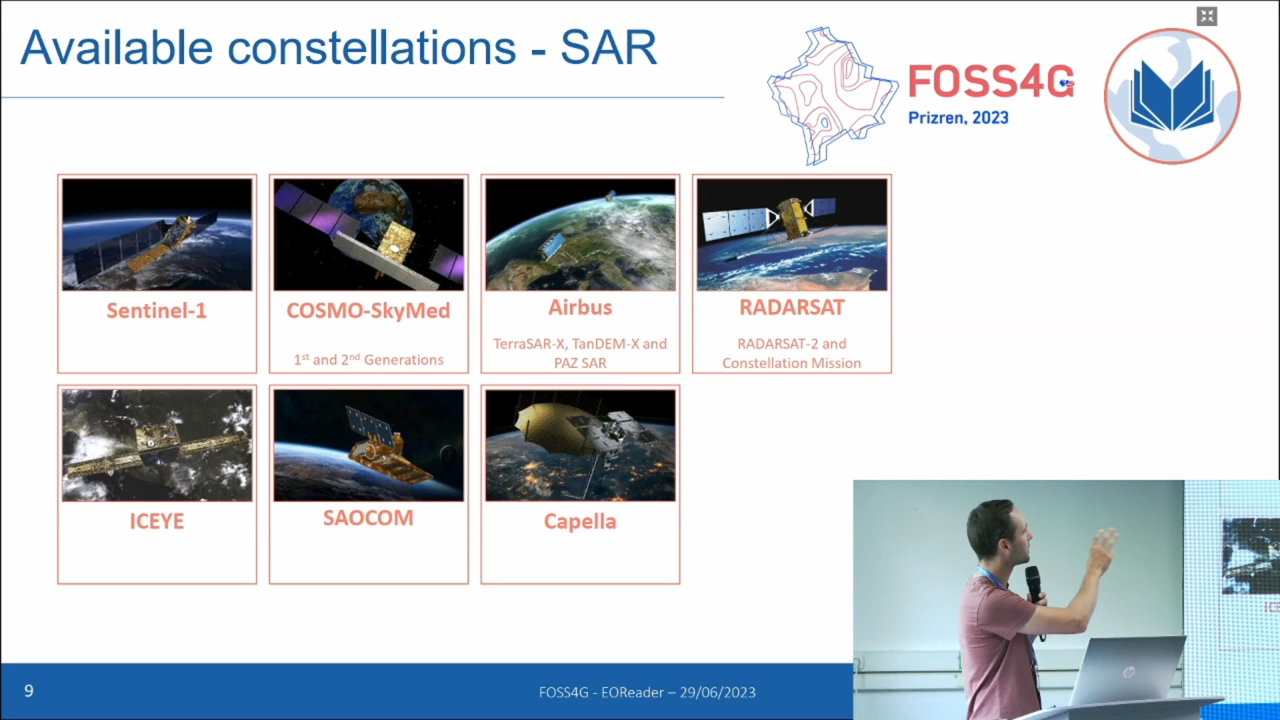 Available constellations - SAR
FOSS4G
Prizren, 2023
Sentinel-1
COSMO-SkyMed
1st and 2nd Generations
Airbus
TerraSAR-X, TanDEM-X and
PAZ SAR
RADARSAT
RADARSAT-2 and
Constellation Mission
ICEYE
SAOCOM
Capella
9
FOSS4G - EOReader – 29/06/2023
hp